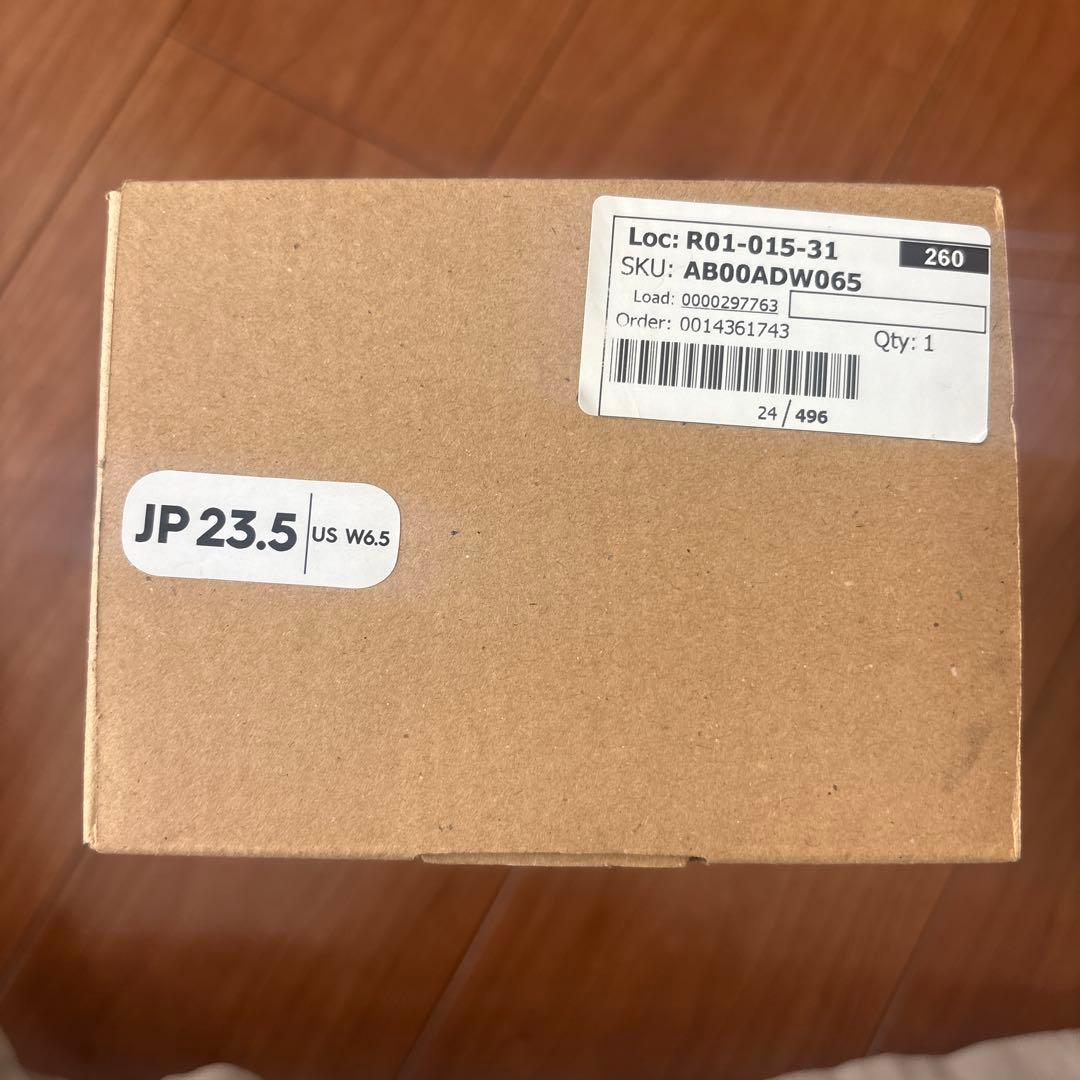 Loc: R01-015-31
260
SKU: AB00ADW065
Load: 0000297763
Order: 0014361743
Qty: 1
24 / 496
JP 23.5 | US W6.5